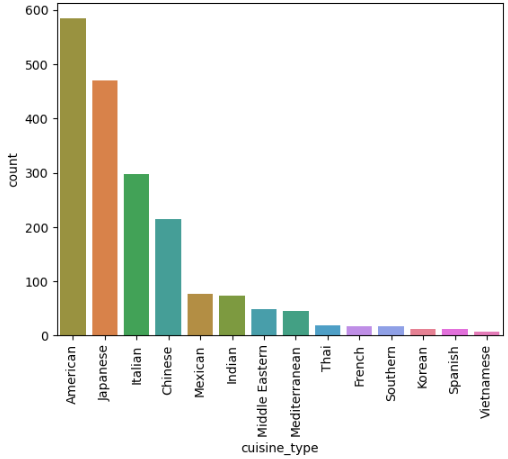 600
500
400
300
200
100
0
count
American
Japanese
Italian
Chinese
Mexican
Indian
Middle Eastern
Mediterranean
Thai
French
Southern
Korean
Spanish
Vietnamese
cuisine_type